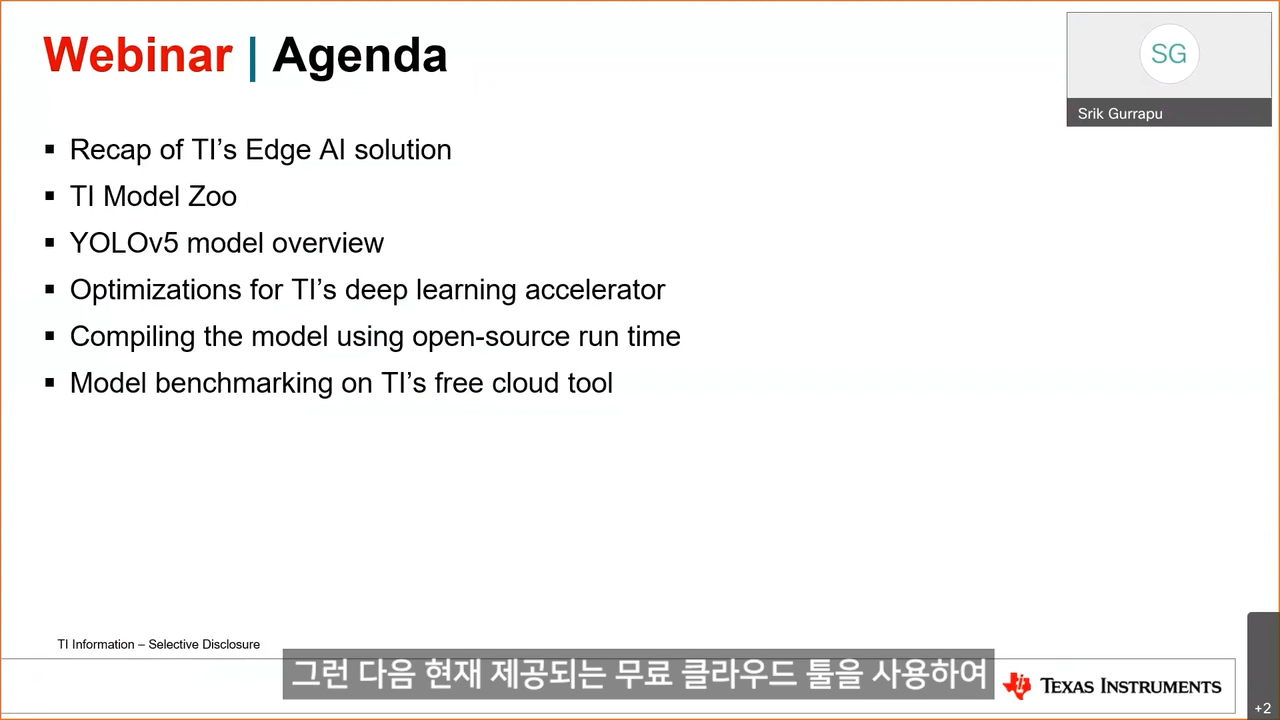 Webinar | Agenda
SG
Srik Gurrapu
▪ Recap of TI’s Edge AI solution
▪ TI Model Zoo
▪ YOLOv5 model overview
▪ Optimizations for TI’s deep learning accelerator
▪ Compiling the model using open-source run time
▪ Model benchmarking on TI’s free cloud tool
TI Information – Selective Disclosure
그런 다음 현재 제공되는 무료 클라우드 툴을 사용하여
TEXAS INSTRUMENTS
+2